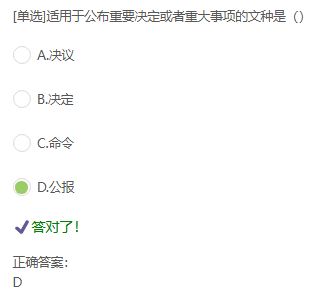 [单选]适用于公布重要决定或者重大事项的文种是（）
A.决议
B.决定
C.命令
D.公报
答对了！
正确答案：
D